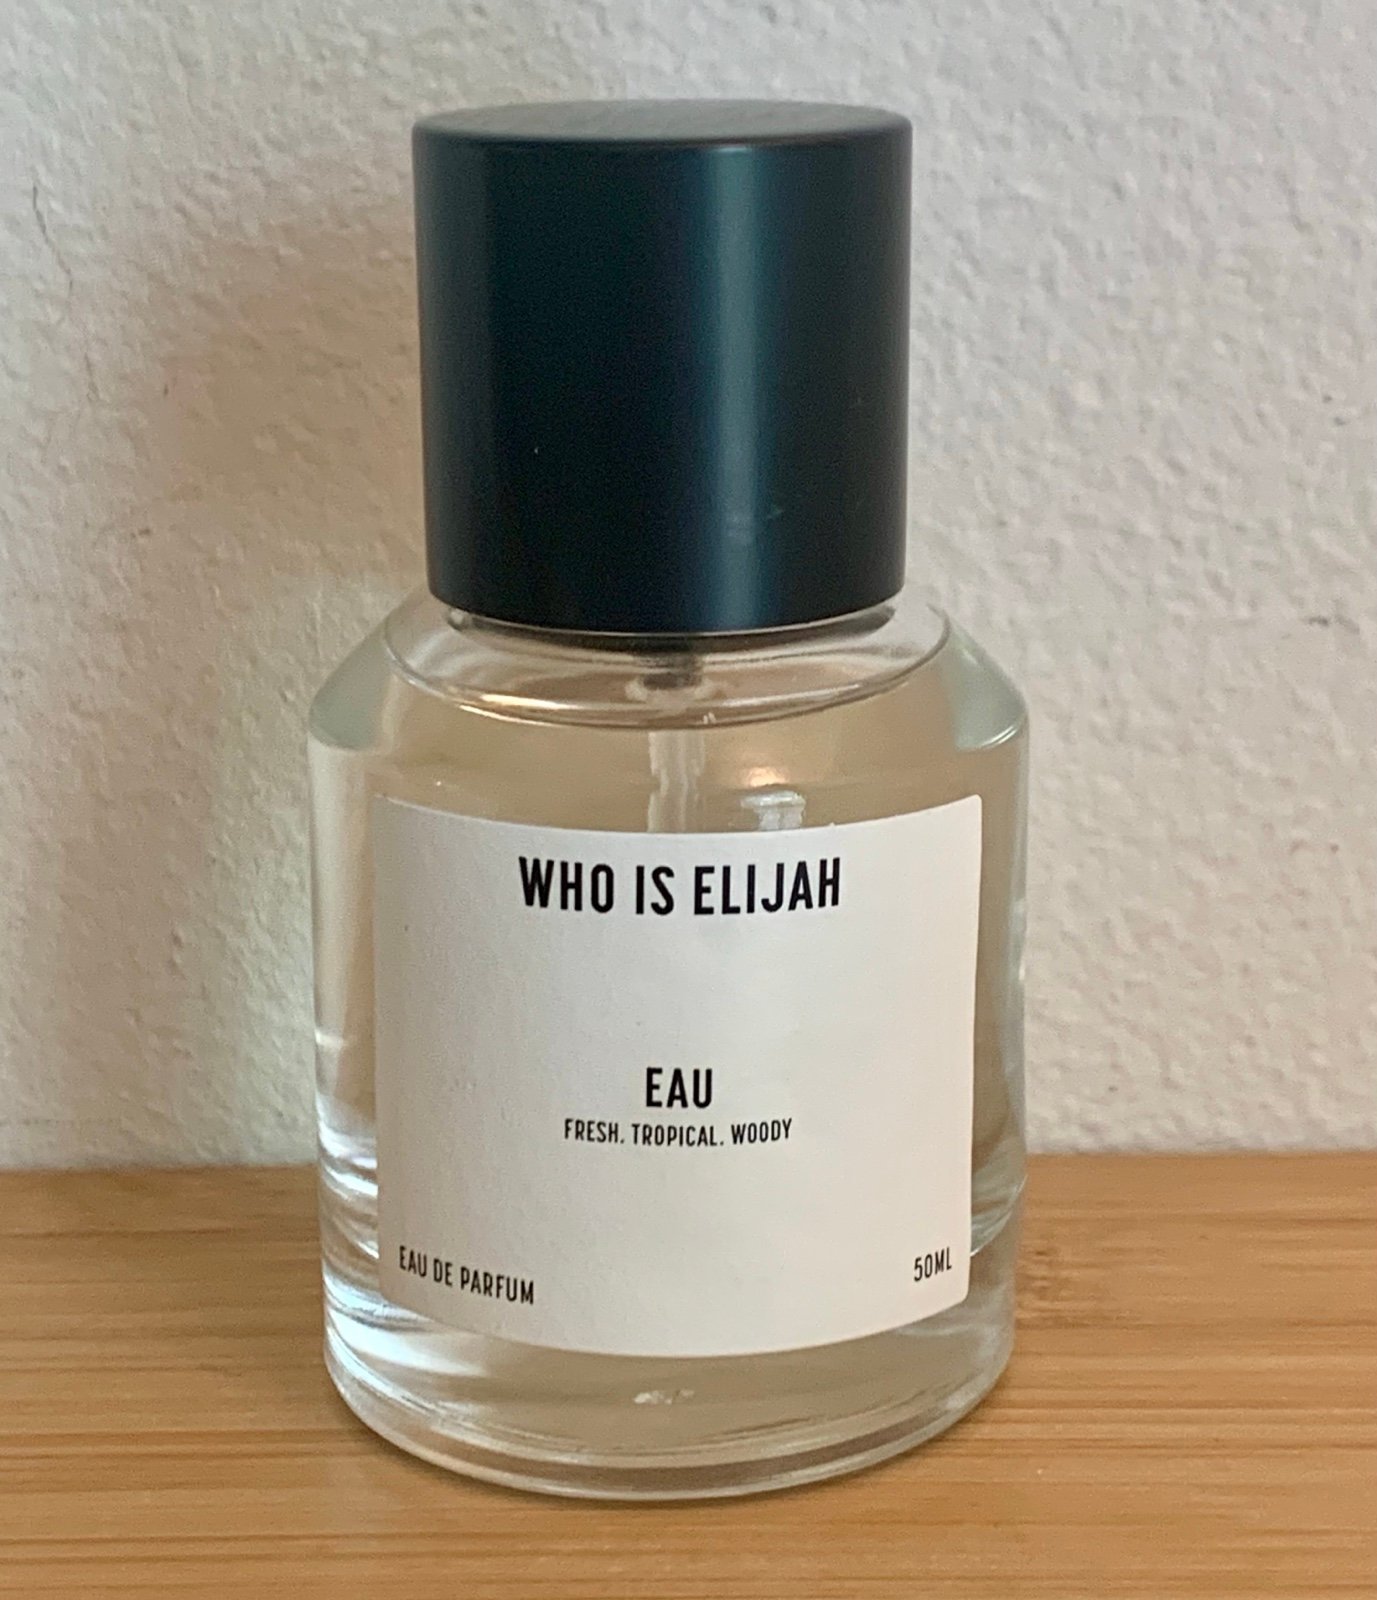 WHO IS ELIJAH
EAU
FRESH. TROPICAL. WOODY
EAU DE PARFUM
50ML